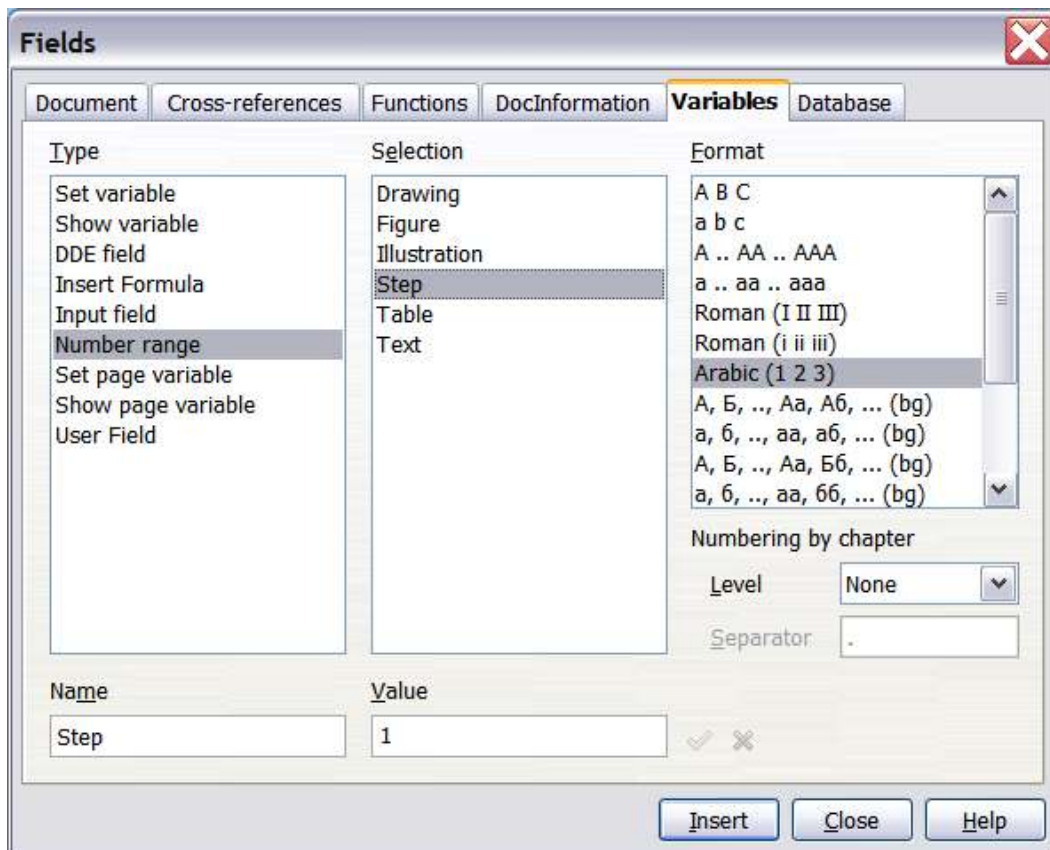 Fields
Document Cross-references Functions DocInformation Variables Database
Type
Set variable
Show variable
DDE field
Insert Formula
Input field
Number range
Set page variable
Show page variable
User Field
Selection
Drawing
Figure
Illustration
Step
Table
Text
Format
A B C
a b c
A .. AA .. AAA
a .. aa .. aaa
Roman (I II III)
Roman (i ii iii)
Arabic (1 2 3)
А, Б, .., Аа, Аб, ... (bg)
а, б, .., аа, аб, ... (bg)
А, Б, .., Аа, Бб, ... (bg)
а, б, .., аа, бб, ... (bg)
Numbering by chapter
Level None
Separator .
Name
Step
Value
1
Insert Close Help